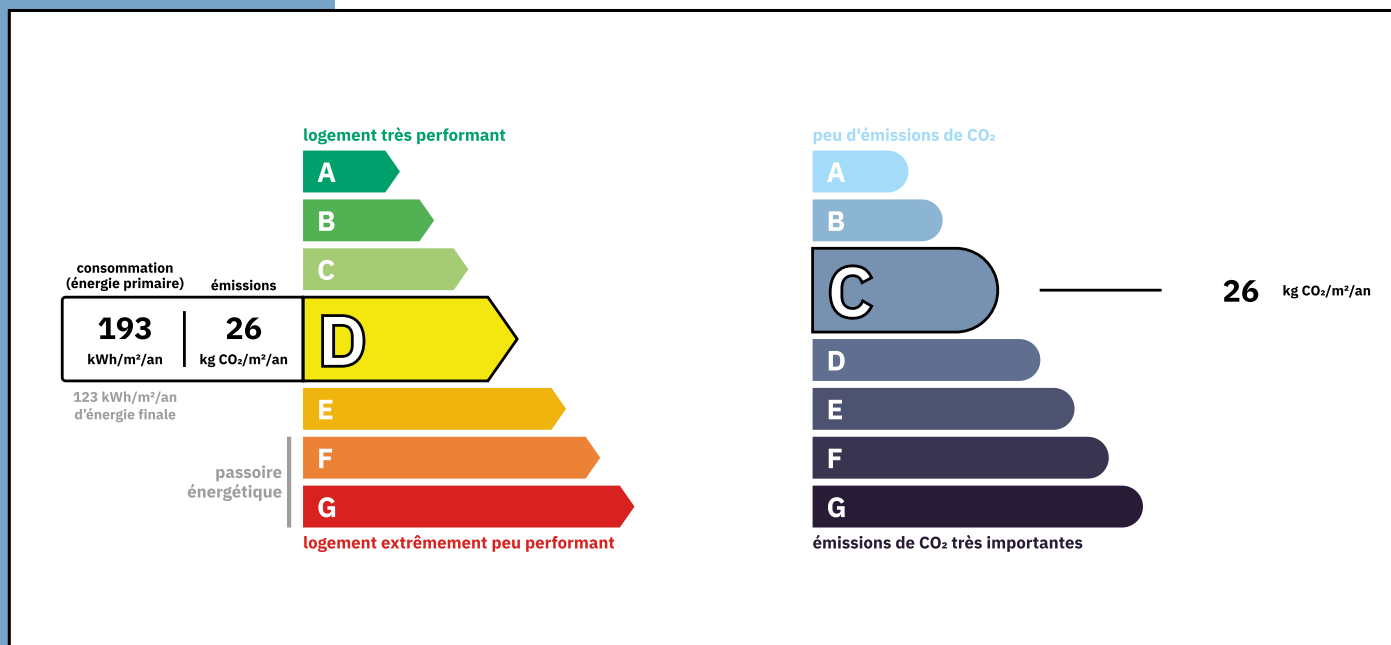 logement très performant
A
B
C
consommation
(énergie primaire)
émissions
193
kWh/m²/an
26
kg CO₂/m²/an
D
123 kWh/m²/an
d'énergie finale
E
passoire
énergétique
F
G
logement extrêmement peu performant
peu d'émissions de CO₂
A
B
C
26 kg CO₂/m²/an
D
E
F
G
émissions de CO₂ très importantes